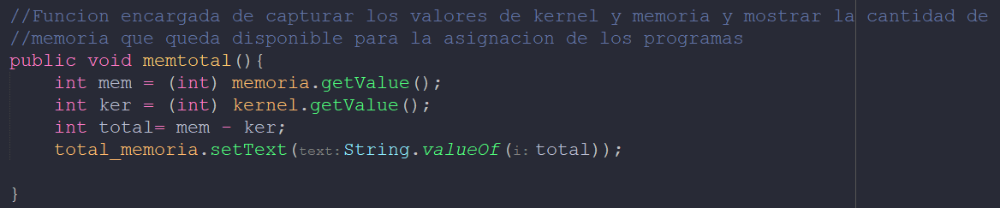 //Funcion encargada de capturar los valores de kernel y memoria y mostrar la cantidad de
//memoria que queda disponible para la asignacion de los programas
public void memtotal(){
int mem = (int) memoria.getValue();
int ker = (int) kernel.getValue();
int total= mem - ker;
total_memoria.setText(text:String.valueOf(i:total));
}